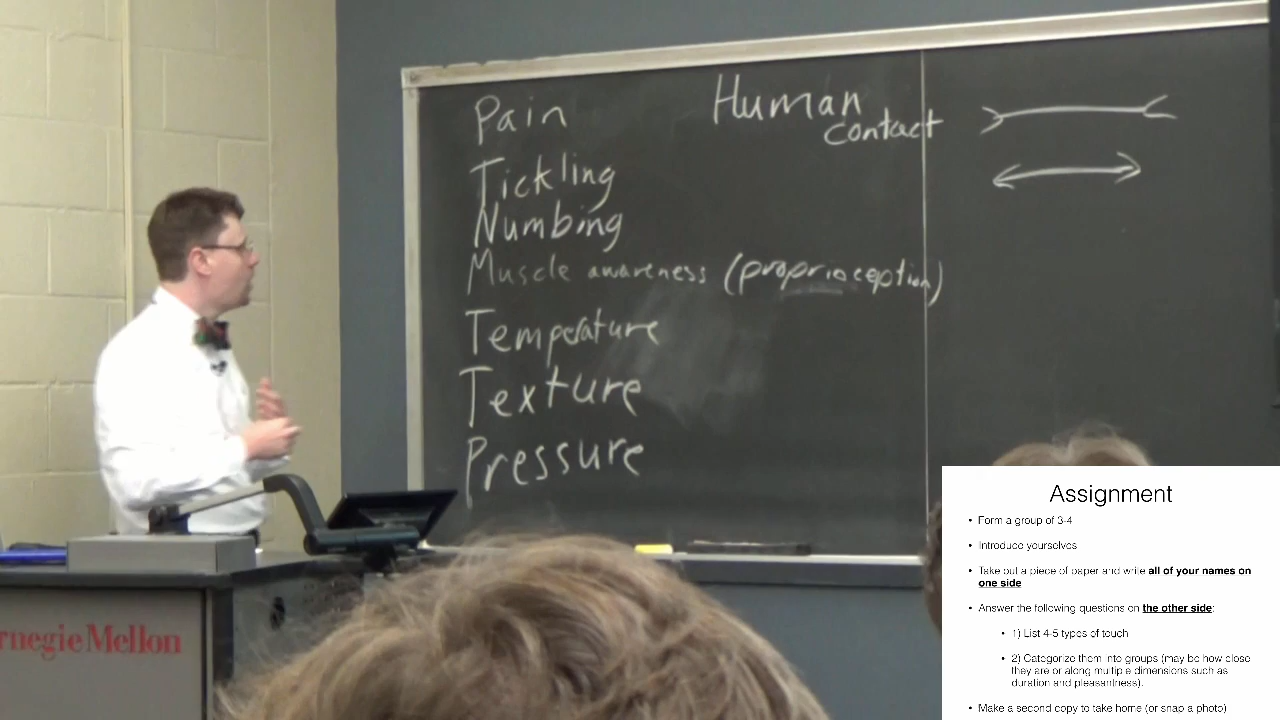 Pain
Human
contact
Tickling
Numbing
Muscle awareness (proprioception)
Temperature
Texture
Pressure
rnegie Mellon
Assignment
• Form a group of 3-4
• Introduce yourselves
• Take out a piece of paper and write all of your names on
one side
• Answer the following questions on the other side:
• 1) List 4-5 types of touch
• 2) Categorize them into groups (may be how close
they are or along multiple dimensions such as
duration and pleasantness).
• Make a second copy to take home (or snap a photo)